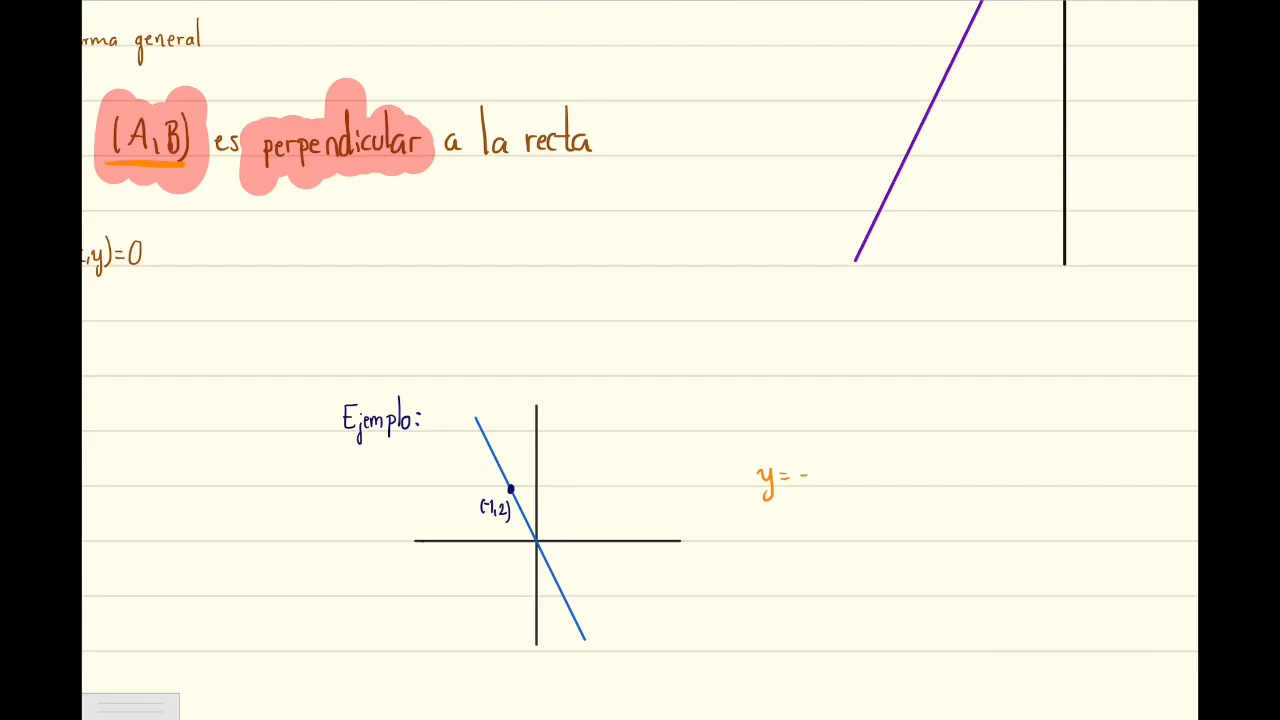 rma general
(A,B) es perpendicular a la recta
,y)=0
Ejemplo:
y= -
(-1,2)